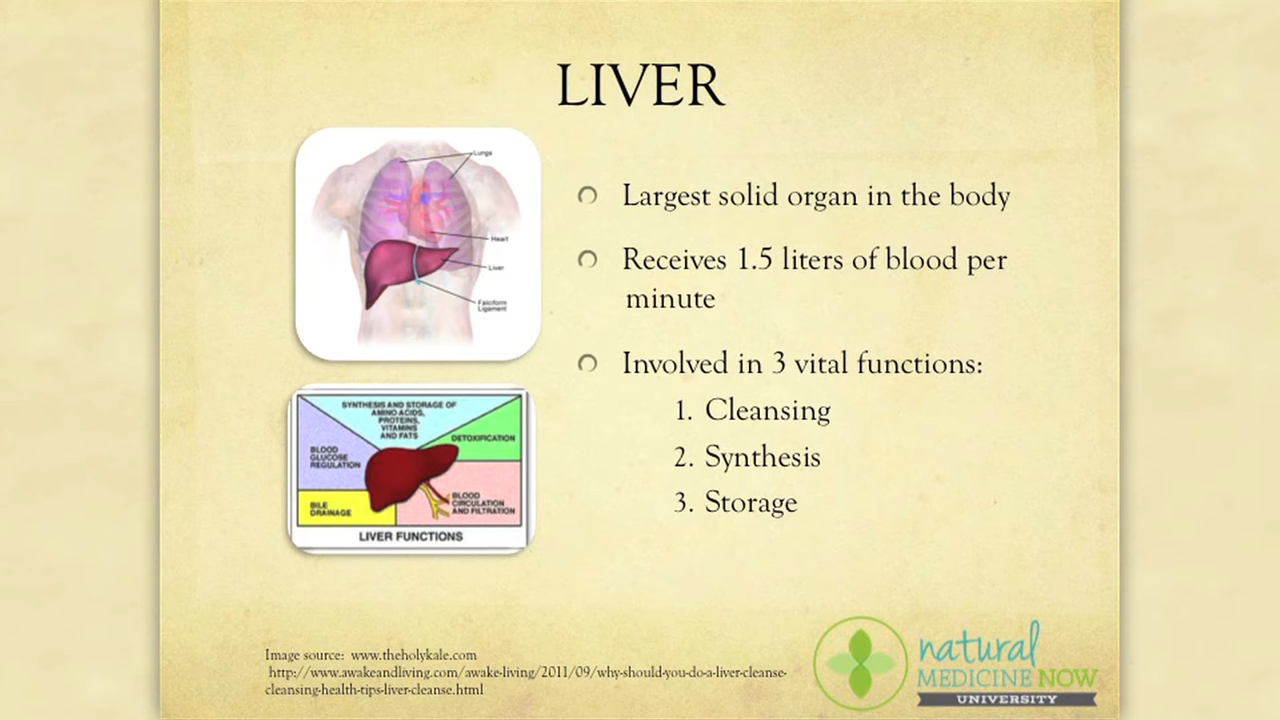 LIVER
Lungs
Heart
Liver
Falciform
Ligament
SYNTHESIS AND STORAGE OF
AMINO ACIDS,
PROTEINS,
VITAMINS
AND FATS
DETOXIFICATION
BLOOD
GLUCOSE
REGULATION
BILE
DRAINAGE
BLOOD
CIRCULATION
AND FILTRATION
LIVER FUNCTIONS
Largest solid organ in the body
Receives 1.5 liters of blood per
minute
Involved in 3 vital functions:
1. Cleansing
2. Synthesis
3. Storage
Image source: www.theholykale.com
http://www.awakeandliving.com/awake-living/2011/09/why-should-you-do-a-liver-cleanse-
cleansing-health-tips-liver-cleanse.html
natural
MEDICINE NOW
UNIVERSITY